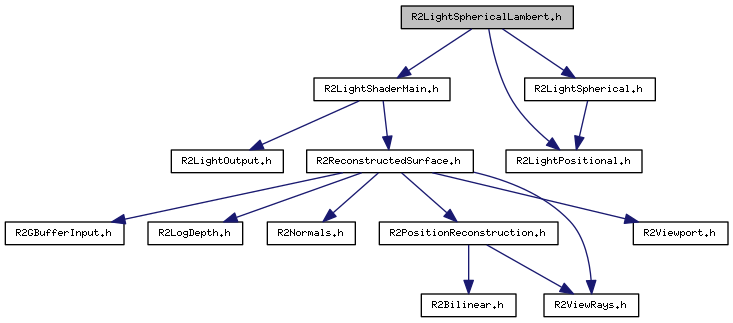 R2LightSphericalLambert.h
R2LightShaderMain.h
R2LightSpherical.h
R2LightOutput.h
R2ReconstructedSurface.h
R2LightPositional.h
R2GBufferInput.h
R2LogDepth.h
R2Normals.h
R2PositionReconstruction.h
R2Viewport.h
R2Bilinear.h
R2ViewRays.h